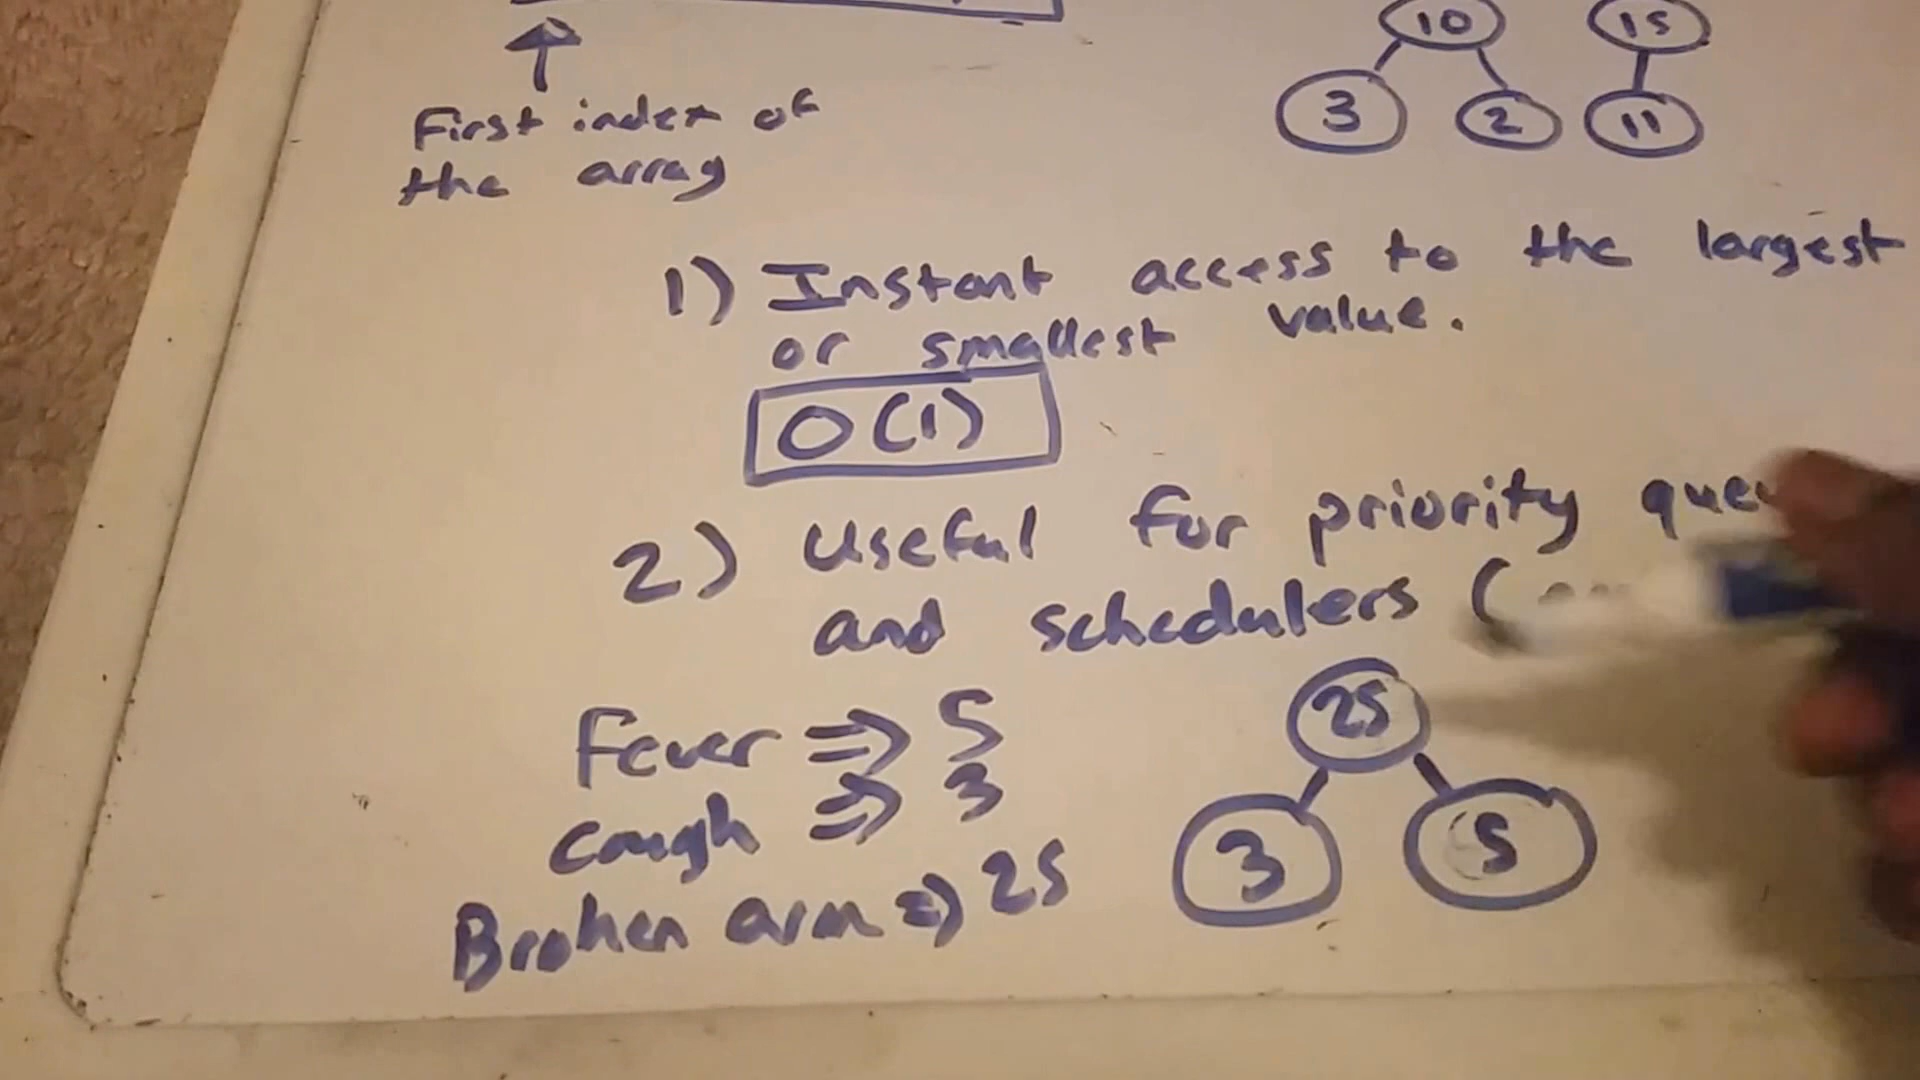 10 15
3 2 11
First index of
the array
1) Instant access to the largest
or smallest value.
O(1)
2) Useful for priority
and schedulers (
Fever => 5
cough => 3
Broken arm => 25
25
3 5